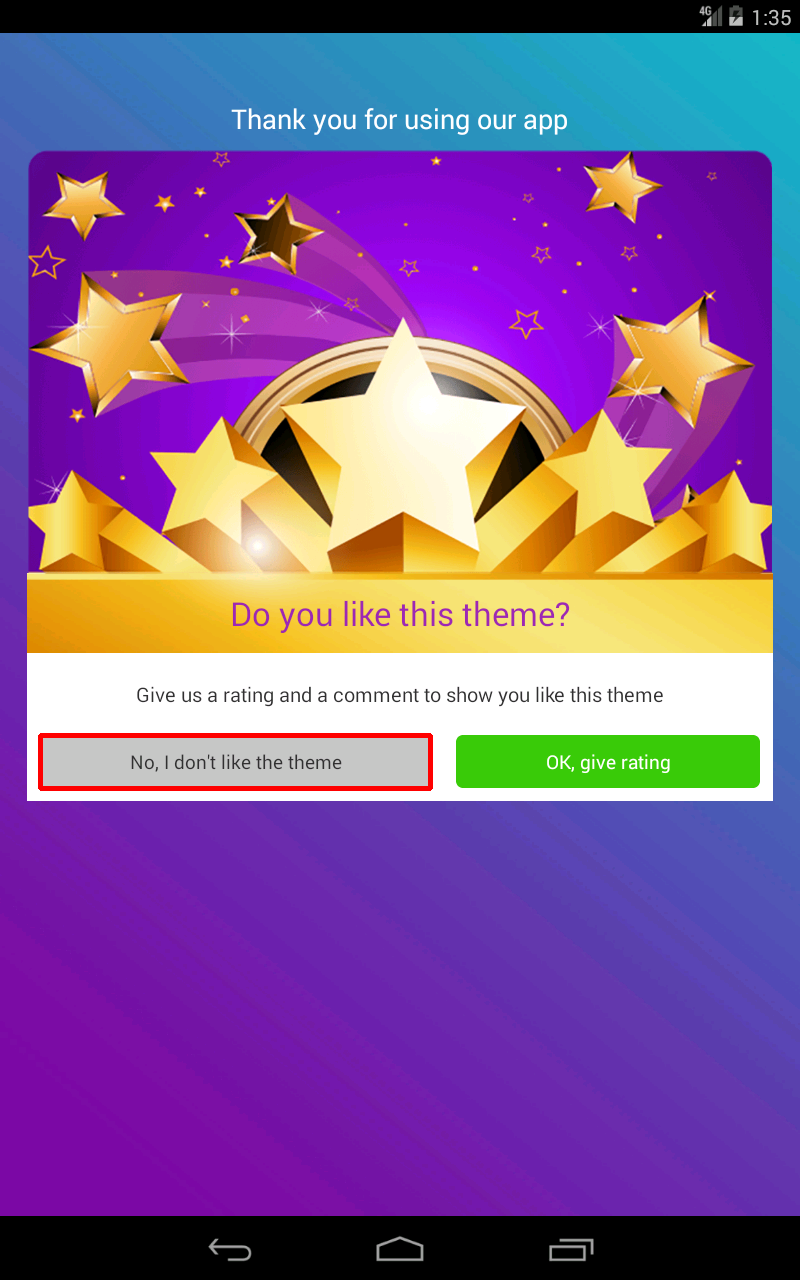 4G 1:35
Thank you for using our app
Do you like this theme?
Give us a rating and a comment to show you like this theme
No, I don't like the theme
OK, give rating